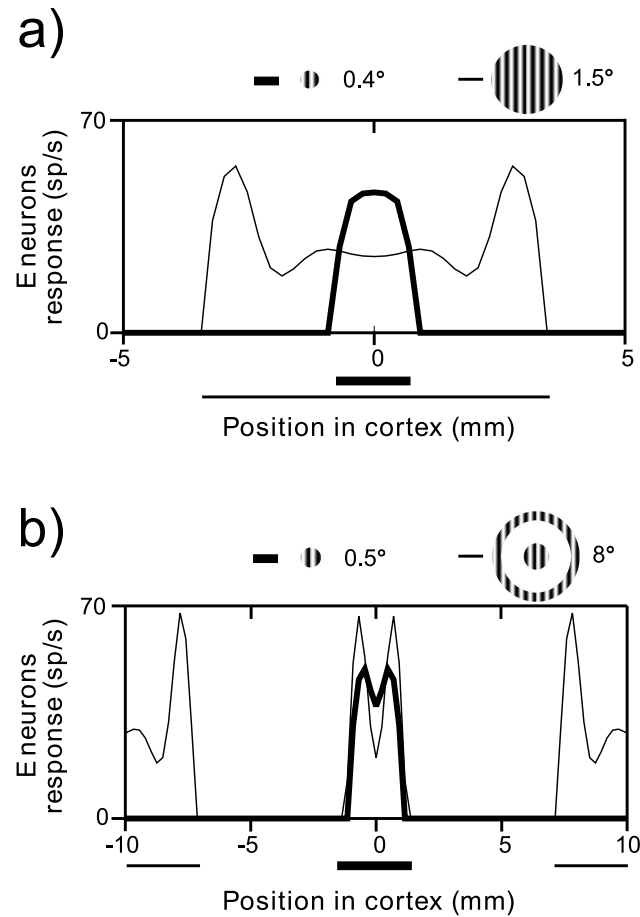 a)
0.4° 1.5°
70
0
E neurons
response (sp/s)
-5 0 5
Position in cortex (mm)
b)
0.5° 8°
70
0
E neurons
response (sp/s)
-10 -5 0 5 10
Position in cortex (mm)